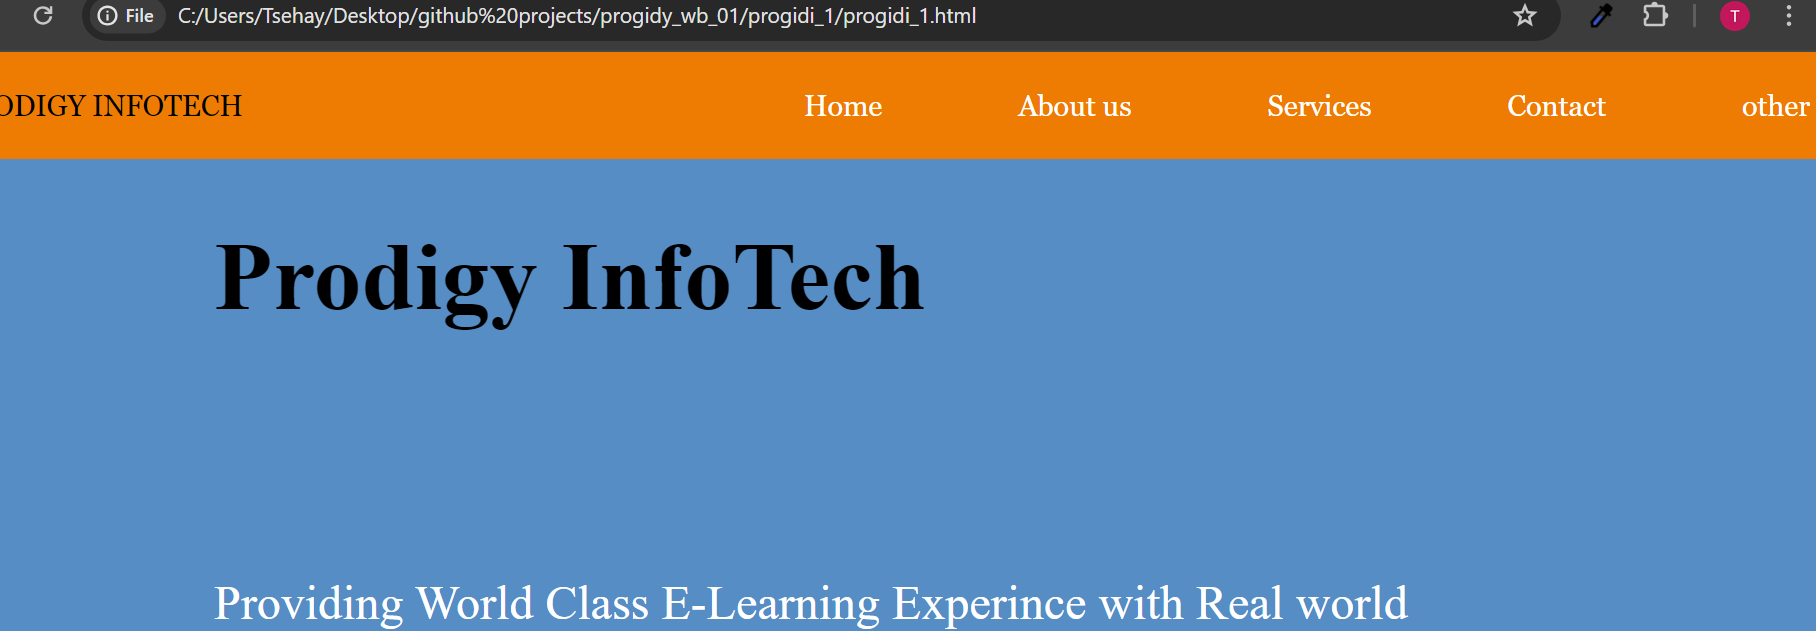 File C:/Users/Tsehay/Desktop/github%20projects/progidy_wb_01/progidi_1/progidi_1.html T
ODIGY INFOTECH Home About us Services Contact other
Prodigy InfoTech
Providing World Class E-Learning Experince with Real world